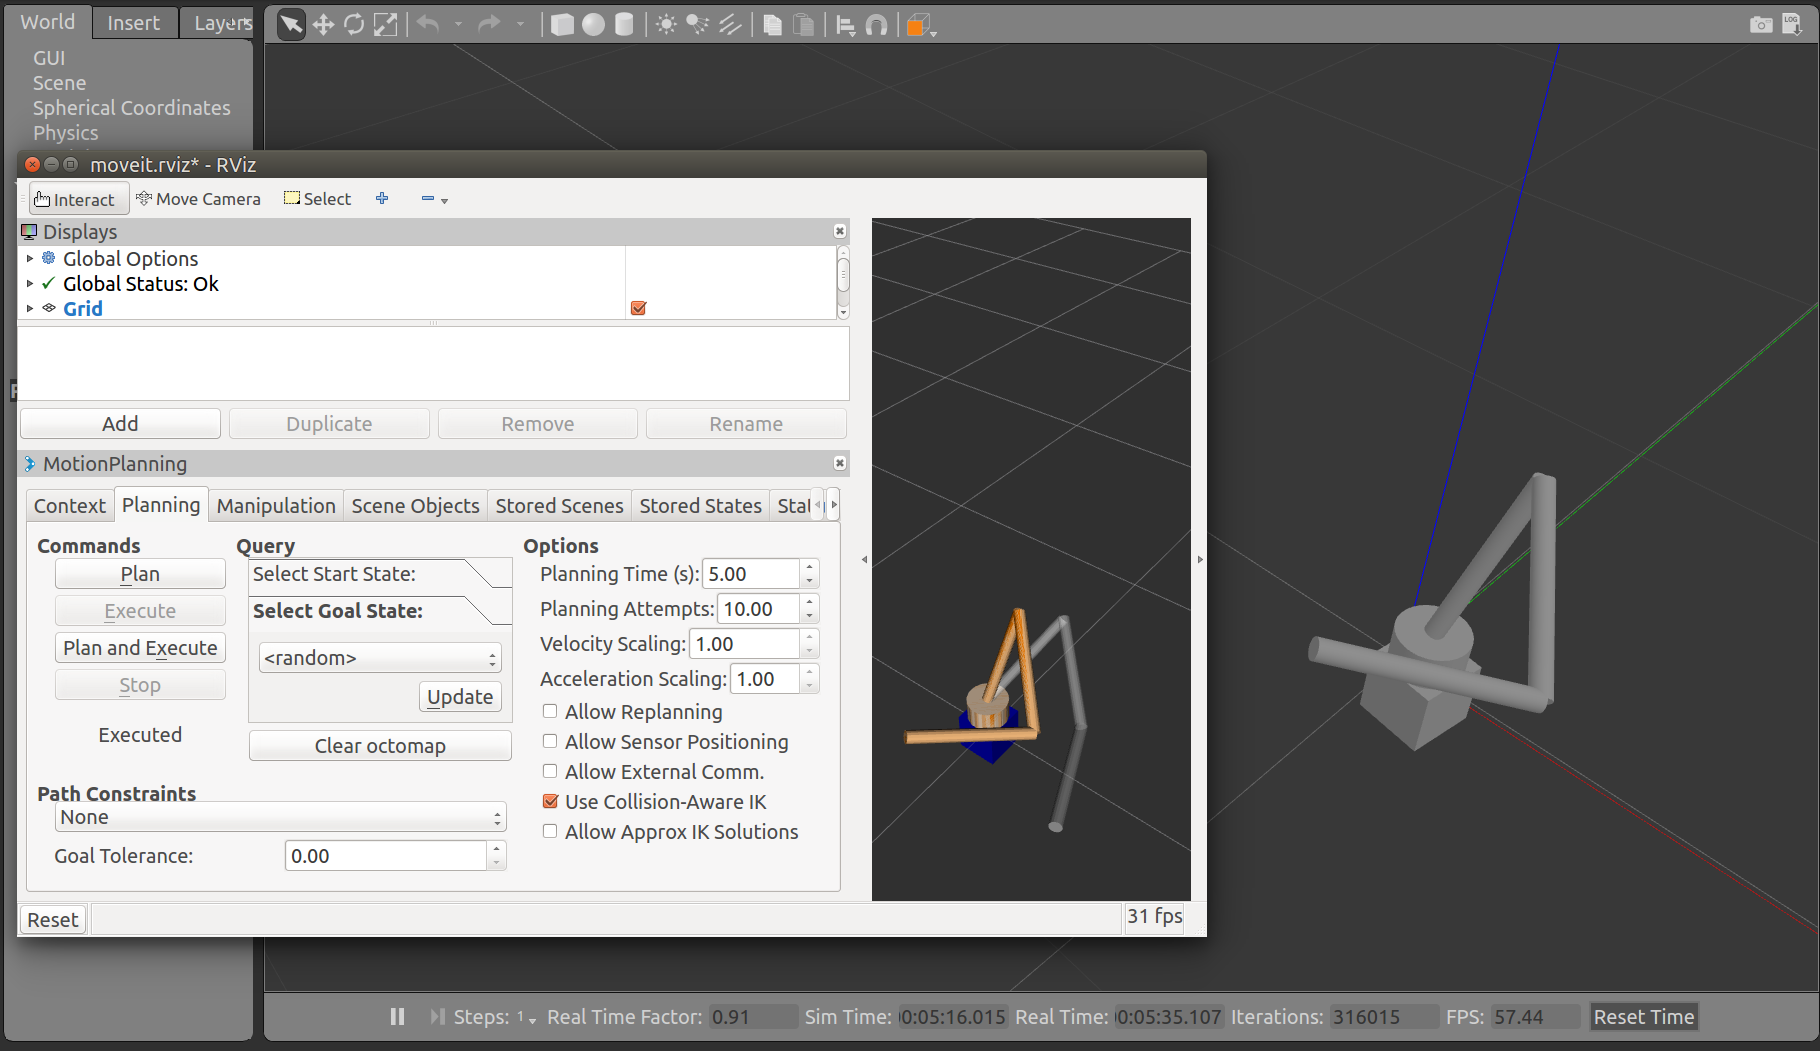 World Insert Layers
GUI
Scene
Spherical Coordinates
Physics
LOG
moveit.rviz* - RViz
Interact Move Camera Select
Displays
Global Options
Global Status: Ok
Grid
Add Duplicate Remove Rename
MotionPlanning
Context Planning Manipulation Scene Objects Stored Scenes Stored States Stat
Commands Query Options
Plan Select Start State: Planning Time (s): 5.00
Execute Select Goal State: Planning Attempts: 10.00
Plan and Execute <random> Velocity Scaling: 1.00
Stop Update Acceleration Scaling: 1.00
Allow Replanning
Executed Clear octomap Allow Sensor Positioning
Allow External Comm.
Path Constraints Use Collision-Aware IK
None Allow Approx IK Solutions
Goal Tolerance: 0.00
Reset 31 fps
Steps: 1 Real Time Factor: 0.91 Sim Time: 0:05:16.015 Real Time: 0:05:35.107 Iterations: 316015 FPS: 57.44 Reset Time